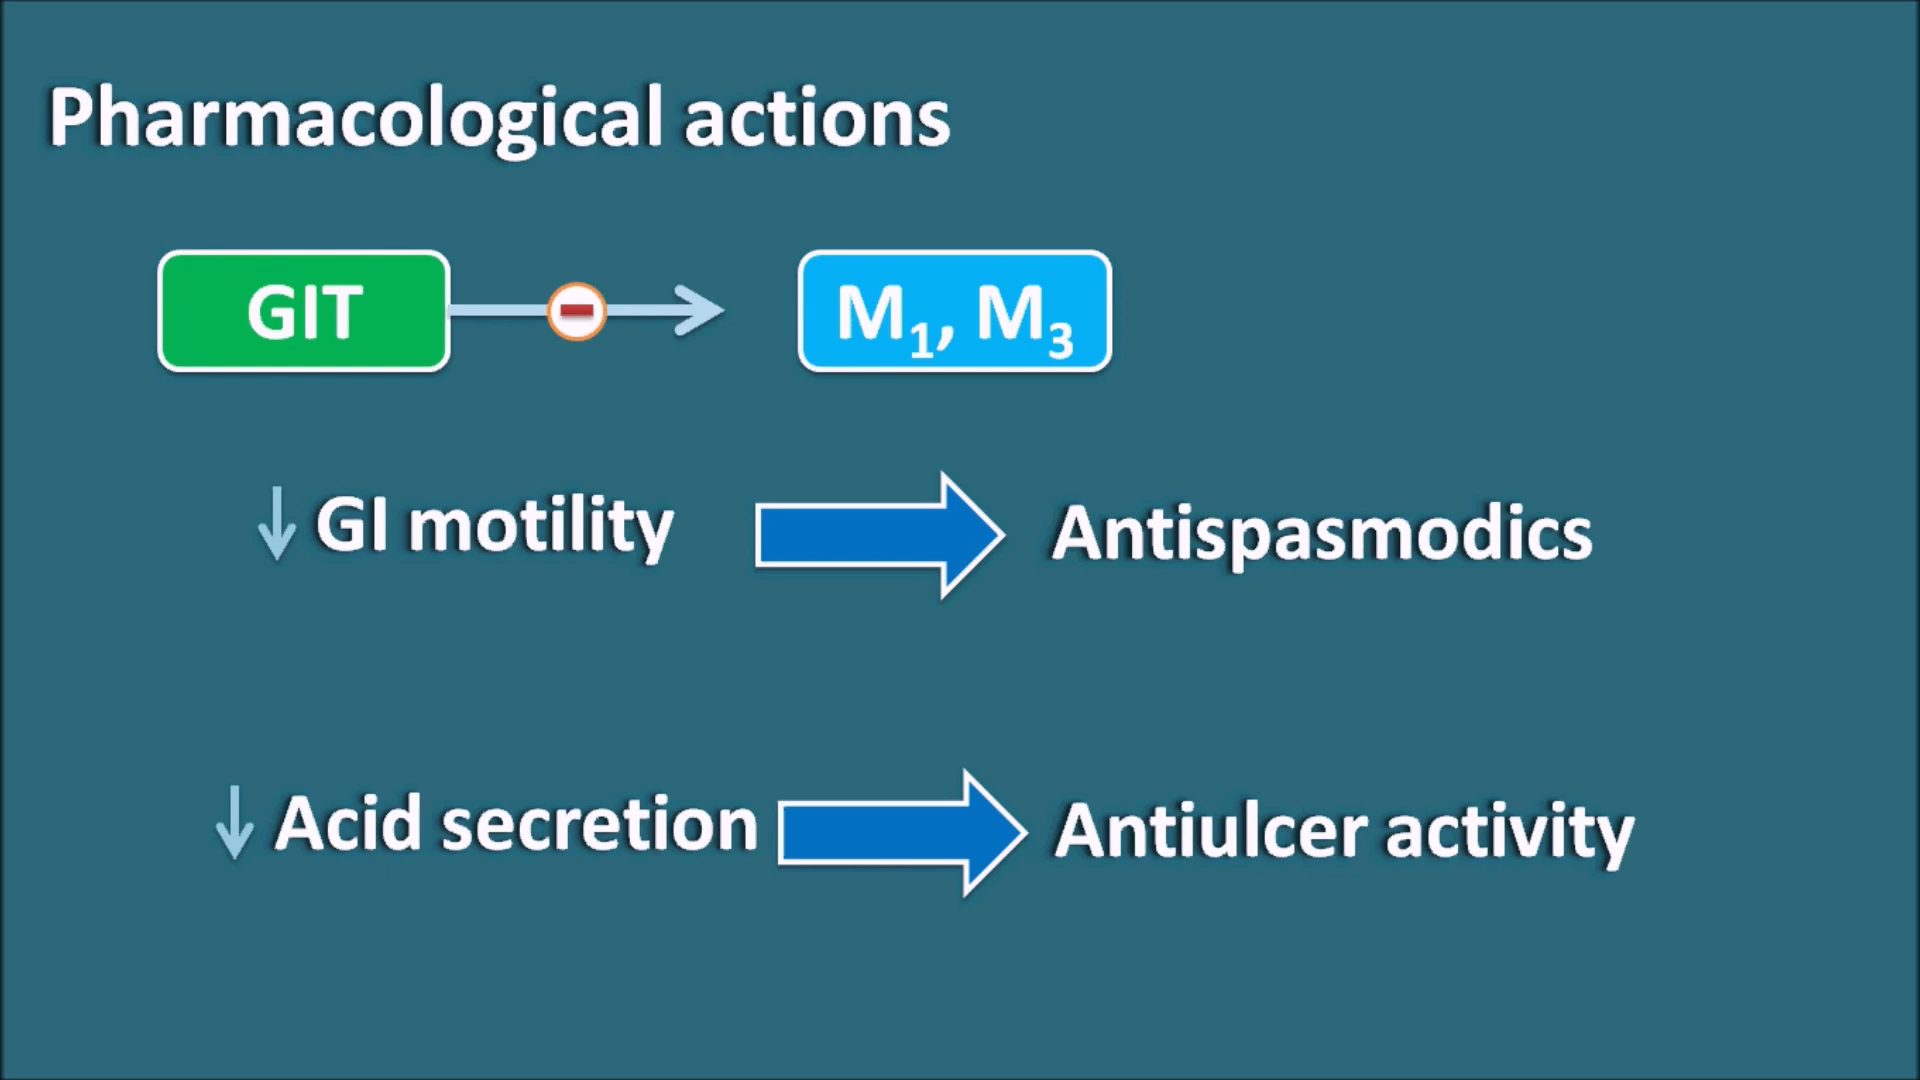 Pharmacological actions
GIT
M₁, M₃
↓ GI motility
Antispasmodics
↓ Acid secretion
Antiulcer activity